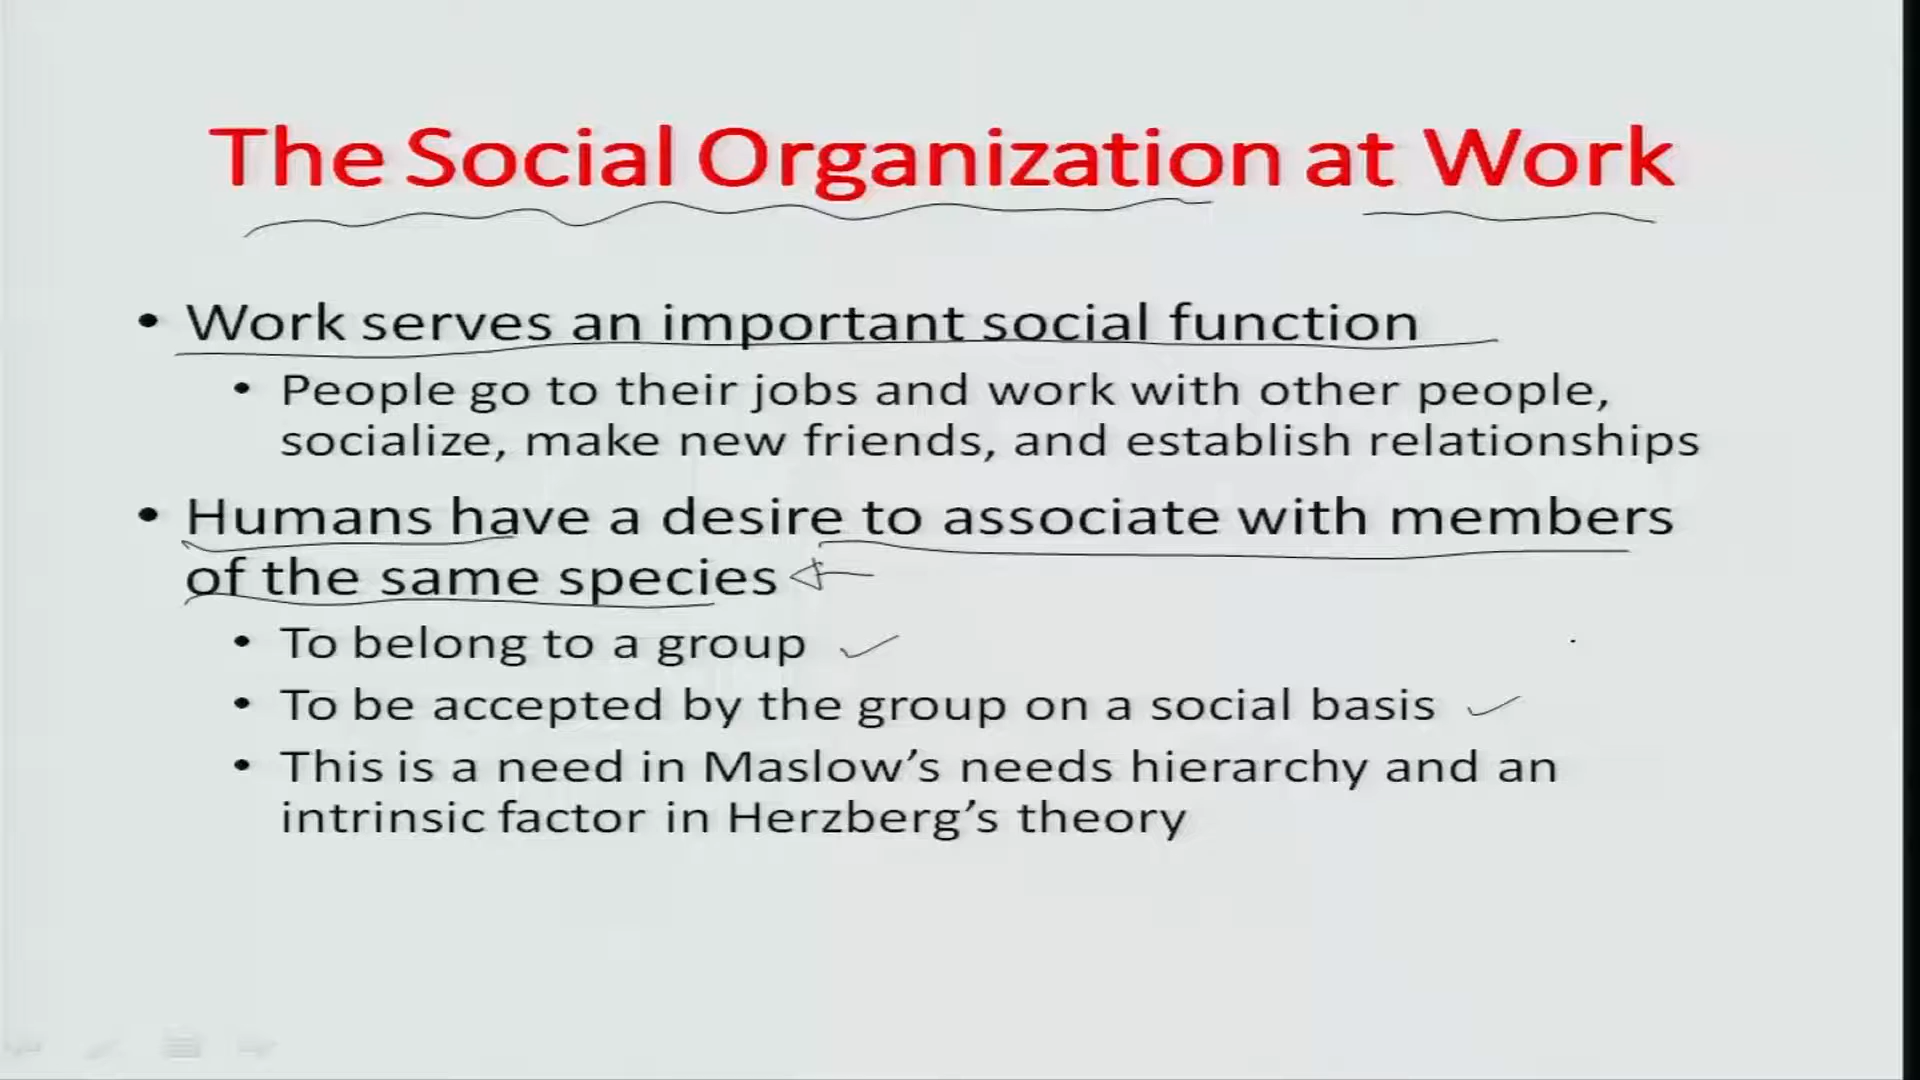 The Social Organization at Work
• Work serves an important social function
• People go to their jobs and work with other people,
socialize, make new friends, and establish relationships
• Humans have a desire to associate with members
of the same species
• To belong to a group
• To be accepted by the group on a social basis
• This is a need in Maslow’s needs hierarchy and an
intrinsic factor in Herzberg’s theory